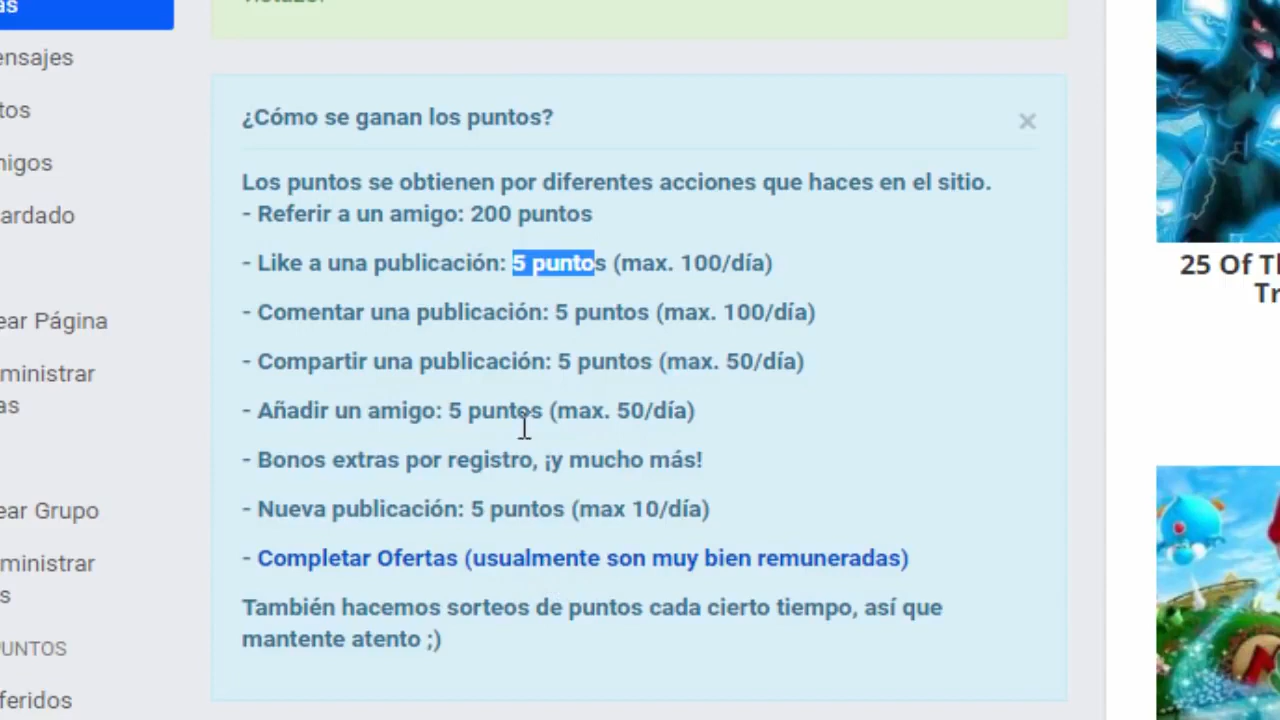 as
ensajes
tos
nigos
ardado
ear Página
ministrar
as
ear Grupo
ministrar
s
PUNTOS
feridos
¿Cómo se ganan los puntos?
×
Los puntos se obtienen por diferentes acciones que haces en el sitio.
- Referir a un amigo: 200 puntos
- Like a una publicación: 5 puntos (max. 100/día)
- Comentar una publicación: 5 puntos (max. 100/día)
- Compartir una publicación: 5 puntos (max. 50/día)
- Añadir un amigo: 5 puntos (max. 50/día)
- Bonos extras por registro, ¡y mucho más!
- Nueva publicación: 5 puntos (max 10/día)
- Completar Ofertas (usualmente son muy bien remuneradas)
También hacemos sorteos de puntos cada cierto tiempo, así que
mantente atento ;)
25 Of Th
Tr